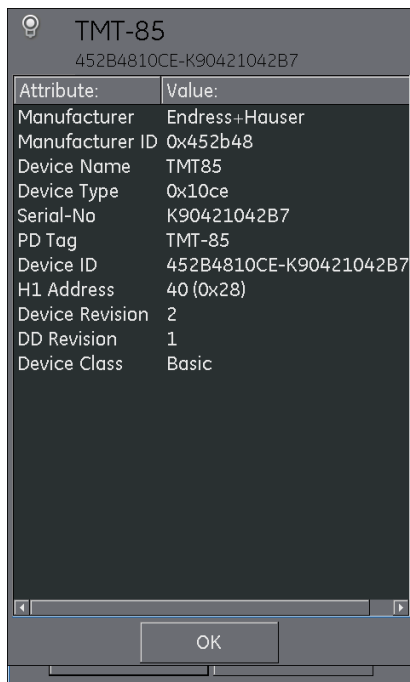 TMT-85
452B4810CE-K90421042B7
Attribute: Value:
Manufacturer Endress+Hauser
Manufacturer ID 0x452b48
Device Name TMT85
Device Type 0x10ce
Serial-No K90421042B7
PD Tag TMT-85
Device ID 452B4810CE-K90421042B7
H1 Address 40 (0x28)
Device Revision 2
DD Revision 1
Device Class Basic
OK